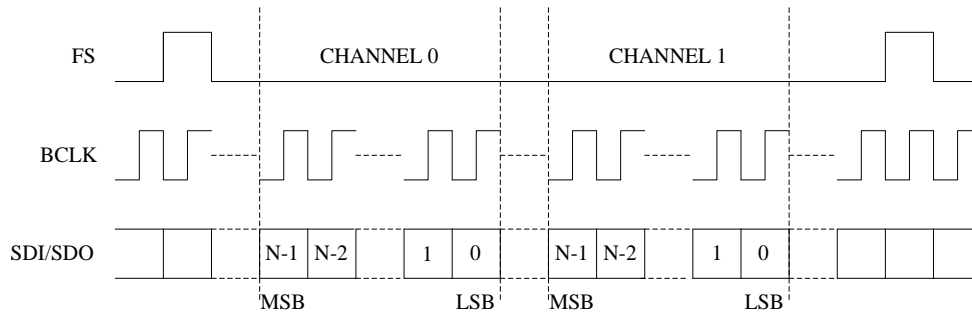 FS CHANNEL 0 CHANNEL 1
BCLK
SDI/SDO N-1 N-2 1 0 N-1 N-2 1 0
MSB LSB MSB LSB